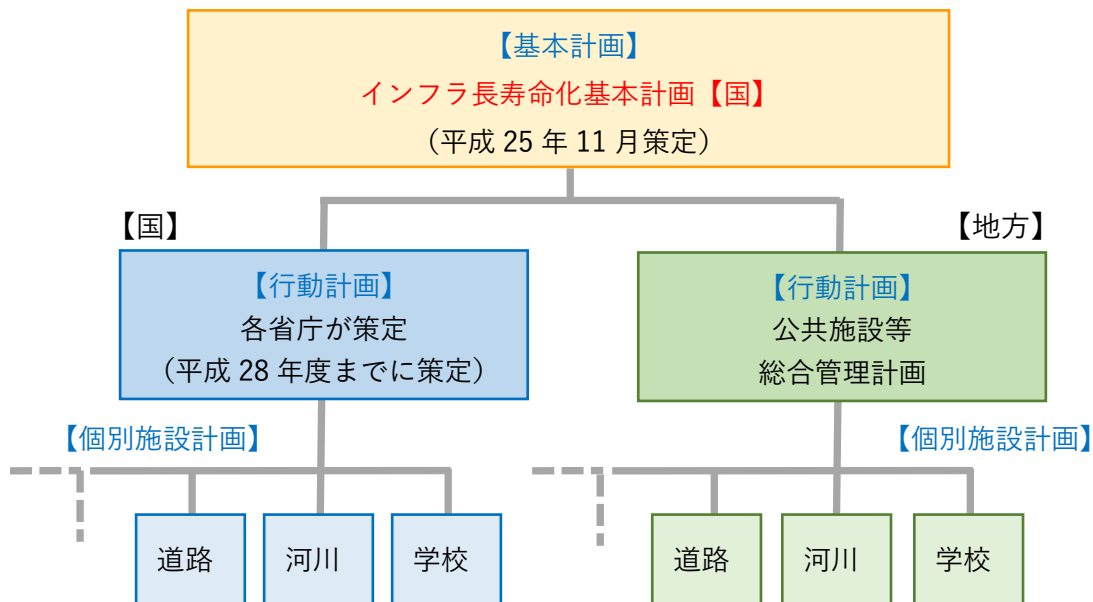 【基本計画】
インフラ長寿命化基本計画【国】
（平成 25 年 11 月策定）
【国】
【地方】
【行動計画】
各省庁が策定
（平成 28 年度までに策定）
【行動計画】
公共施設等
総合管理計画
【個別施設計画】
【個別施設計画】
道路
河川
学校
道路
河川
学校